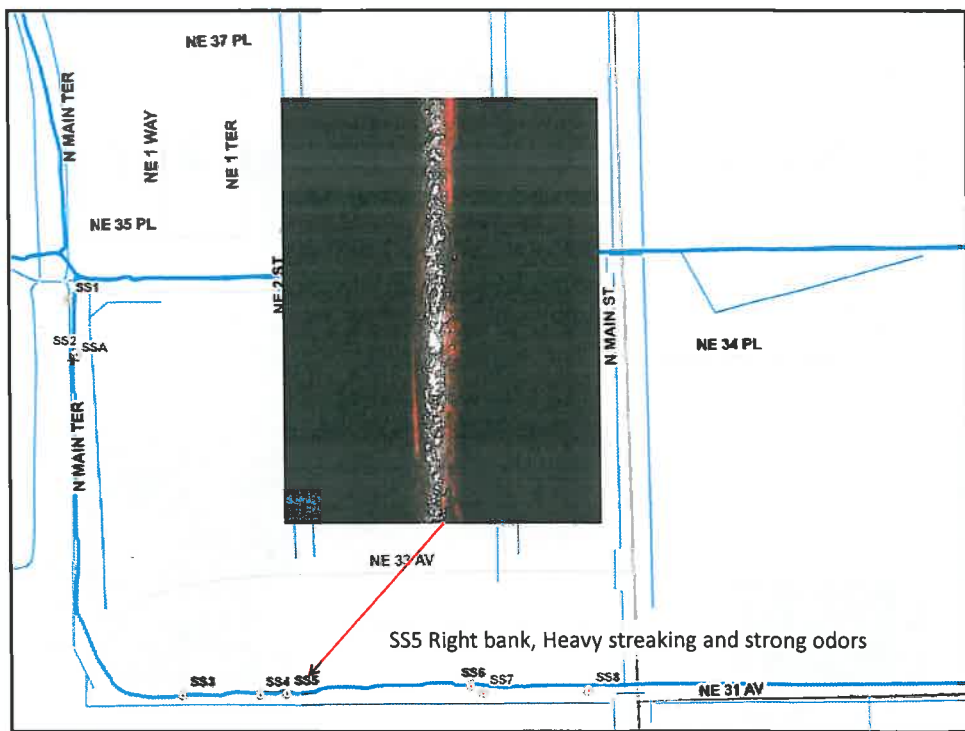 NE 37 PL
N MAIN TER
NE 1 WAY
NE 1 TER
NE 35 PL
SS1
NE 2 ST
N MAIN ST
SS2
SSA
NE 34 PL
N MAIN TER
NE 33 AV
SS5 Right bank, Heavy streaking and strong odors
SS3
SS4
SS5
SS6
SS7
SS8
NE 31 AV